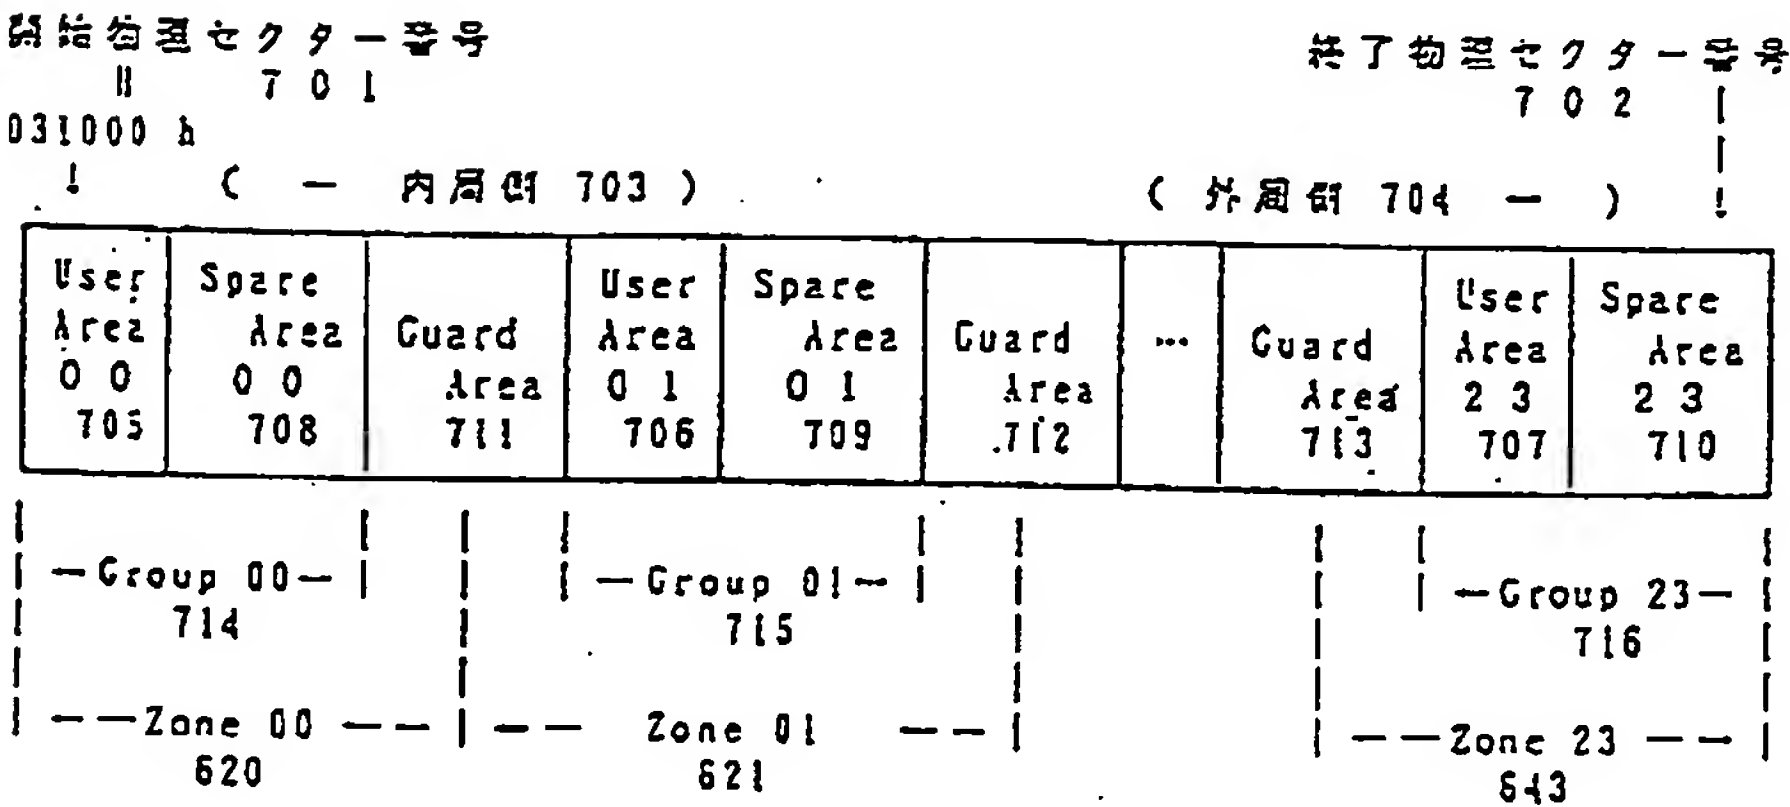 開始物理セクター番号
|| 701
031000 h
( ― 内周側 703 )
終了物理セクター番号
702
( 外周側 704 ― )
User Area 00 705
Spare Area 00 708
Guard Area 711
User Area 01 706
Spare Area 01 709
Guard Area 712
…
Guard Area 713
User Area 23 707
Spare Area 23 710
Group 00
714
Group 01
715
Group 23
716
Zone 00
620
Zone 01
621
Zone 23
643